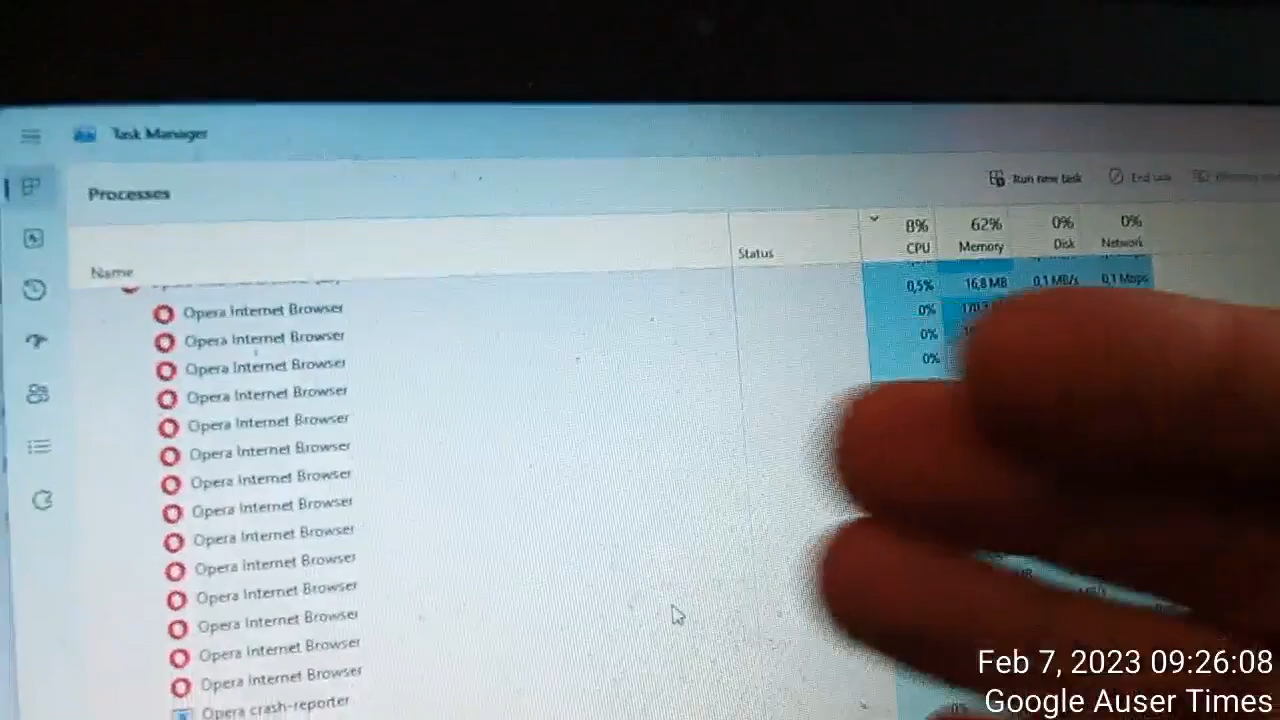 Task Manager
Processes
Run new task
End task
Name
Status
8%
CPU
62%
Memory
0%
Disk
0%
Network
0,5% 16,8 MB 0,1 MB/s 0,1 Mbps
Opera Internet Browser 0%
Opera Internet Browser 0%
Opera Internet Browser 0%
Opera Internet Browser
Opera Internet Browser
Opera Internet Browser
Opera Internet Browser
Opera Internet Browser
Opera Internet Browser
Opera Internet Browser
Opera Internet Browser
Opera Internet Browser
Opera Internet Browser
Opera Internet Browser
Opera crash-reporter
0%
Feb 7, 2023 09:26:08
Google Auser Times